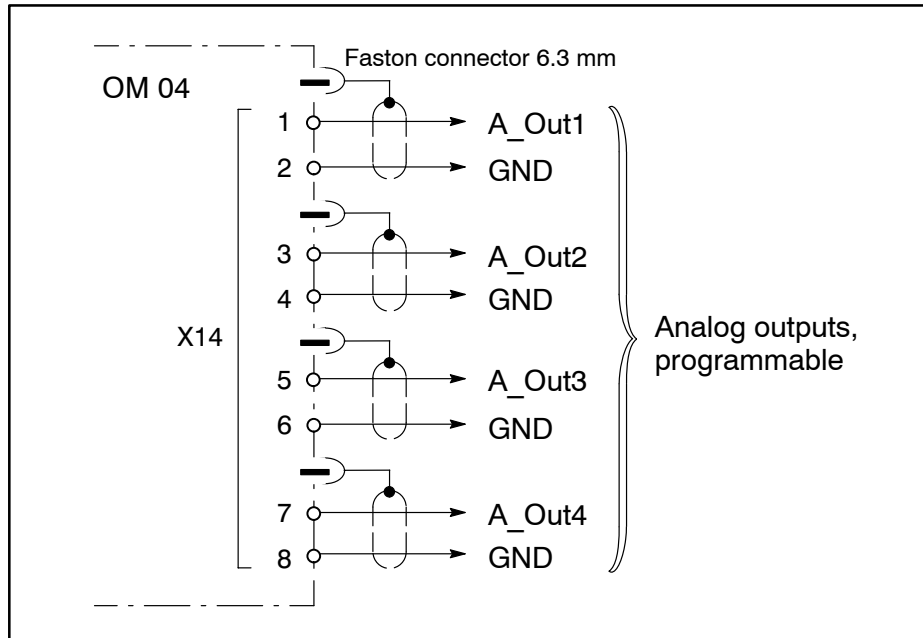 Faston connector 6.3 mm
OM 04
1 A_Out1
2 GND
3 A_Out2
4 GND
X14
5 A_Out3
6 GND
7 A_Out4
8 GND
Analog outputs,
programmable